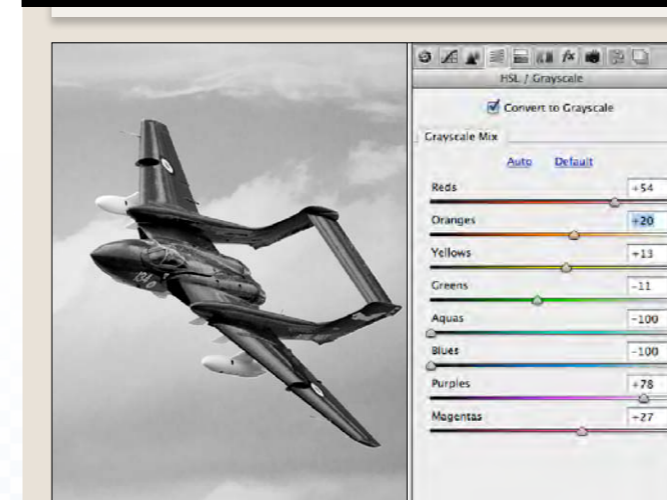 HSL / Grayscale
Convert to Grayscale
Grayscale Mix
Auto Default
Reds +54
Oranges +20
Yellows +13
Greens -11
Aquas -100
Blues -100
Purples +78
Magentas +27